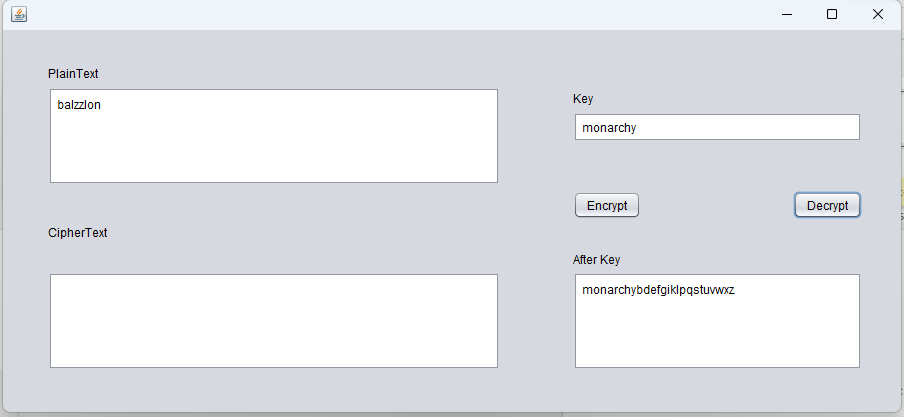 PlainText
balzzlon
Key
monarchy
Encrypt
Decrypt
CipherText
After Key
monarchybdefgiklpqstuvwxz